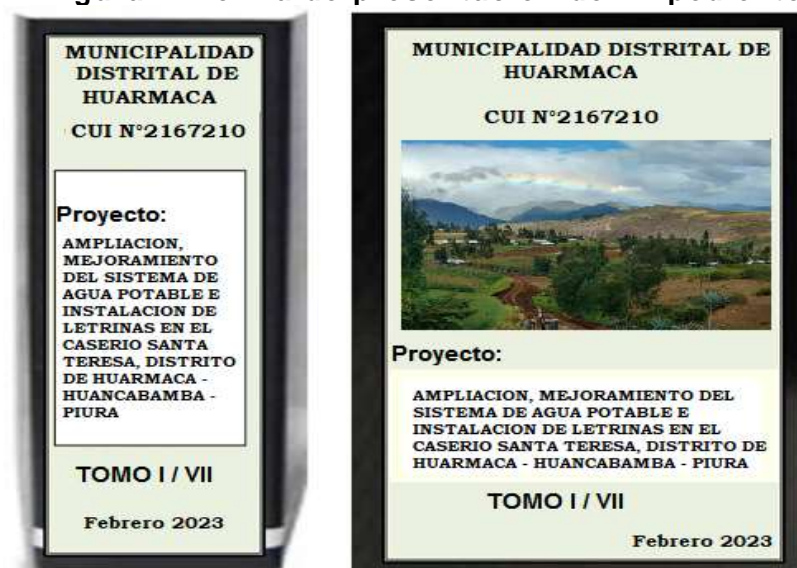 MUNICIPALIDAD
DISTRITAL DE
HUARMACA
CUI N°2167210
Proyecto:
AMPLIACION,
MEJORAMIENTO
DEL SISTEMA DE
AGUA POTABLE E
INSTALACION DE
LETRINAS EN EL
CASERIO SANTA
TERESA, DISTRITO
DE HUARMACA -
HUANCABAMBA -
PIURA
TOMO I / VII
Febrero 2023
MUNICIPALIDAD DISTRITAL DE
HUARMACA
CUI N°2167210
Proyecto:
AMPLIACION, MEJORAMIENTO DEL
SISTEMA DE AGUA POTABLE E
INSTALACION DE LETRINAS EN EL
CASERIO SANTA TERESA, DISTRITO DE
HUARMACA - HUANCABAMBA - PIURA
TOMO I / VII
Febrero 2023